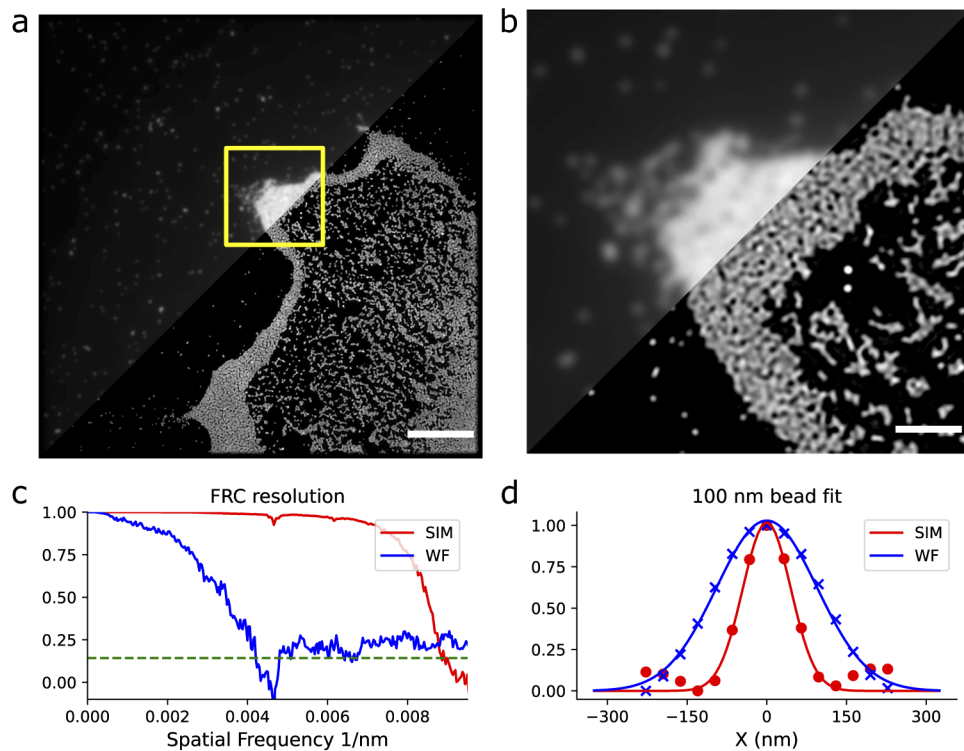 a
b
c
FRC resolution
1.00
0.75
0.50
0.25
0.00
SIM
WF
0.000
0.002
0.004
0.006
0.008
Spatial Frequency 1/nm
d
100 nm bead fit
1.00
0.75
0.50
0.25
0.00
SIM
WF
−300
−150
0
150
300
X (nm)